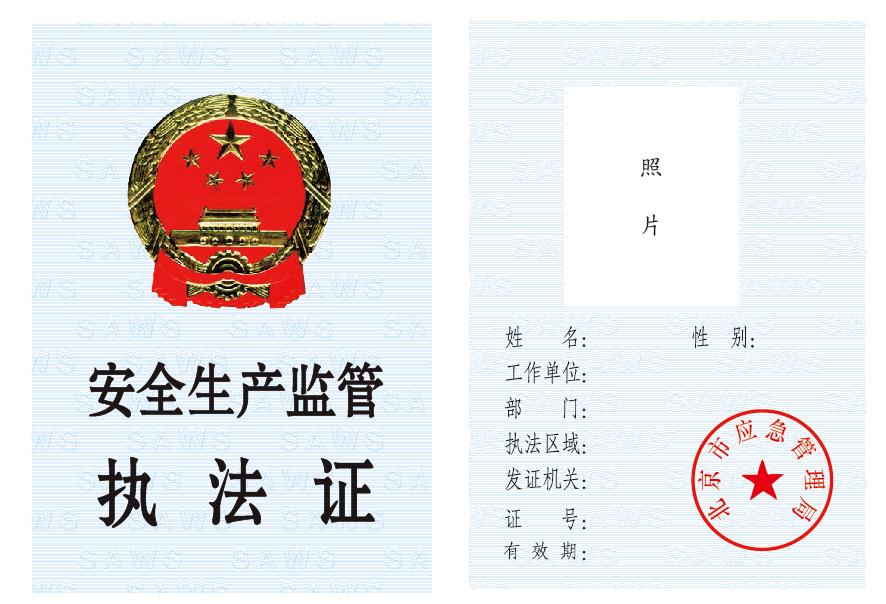 SAWS
安全生产监管
执法证
照
片
姓 名： 性 别：
工作单位：
部 门：
执法区域：
发证机关：
证 号：
有 效 期：
北京市应急管理局